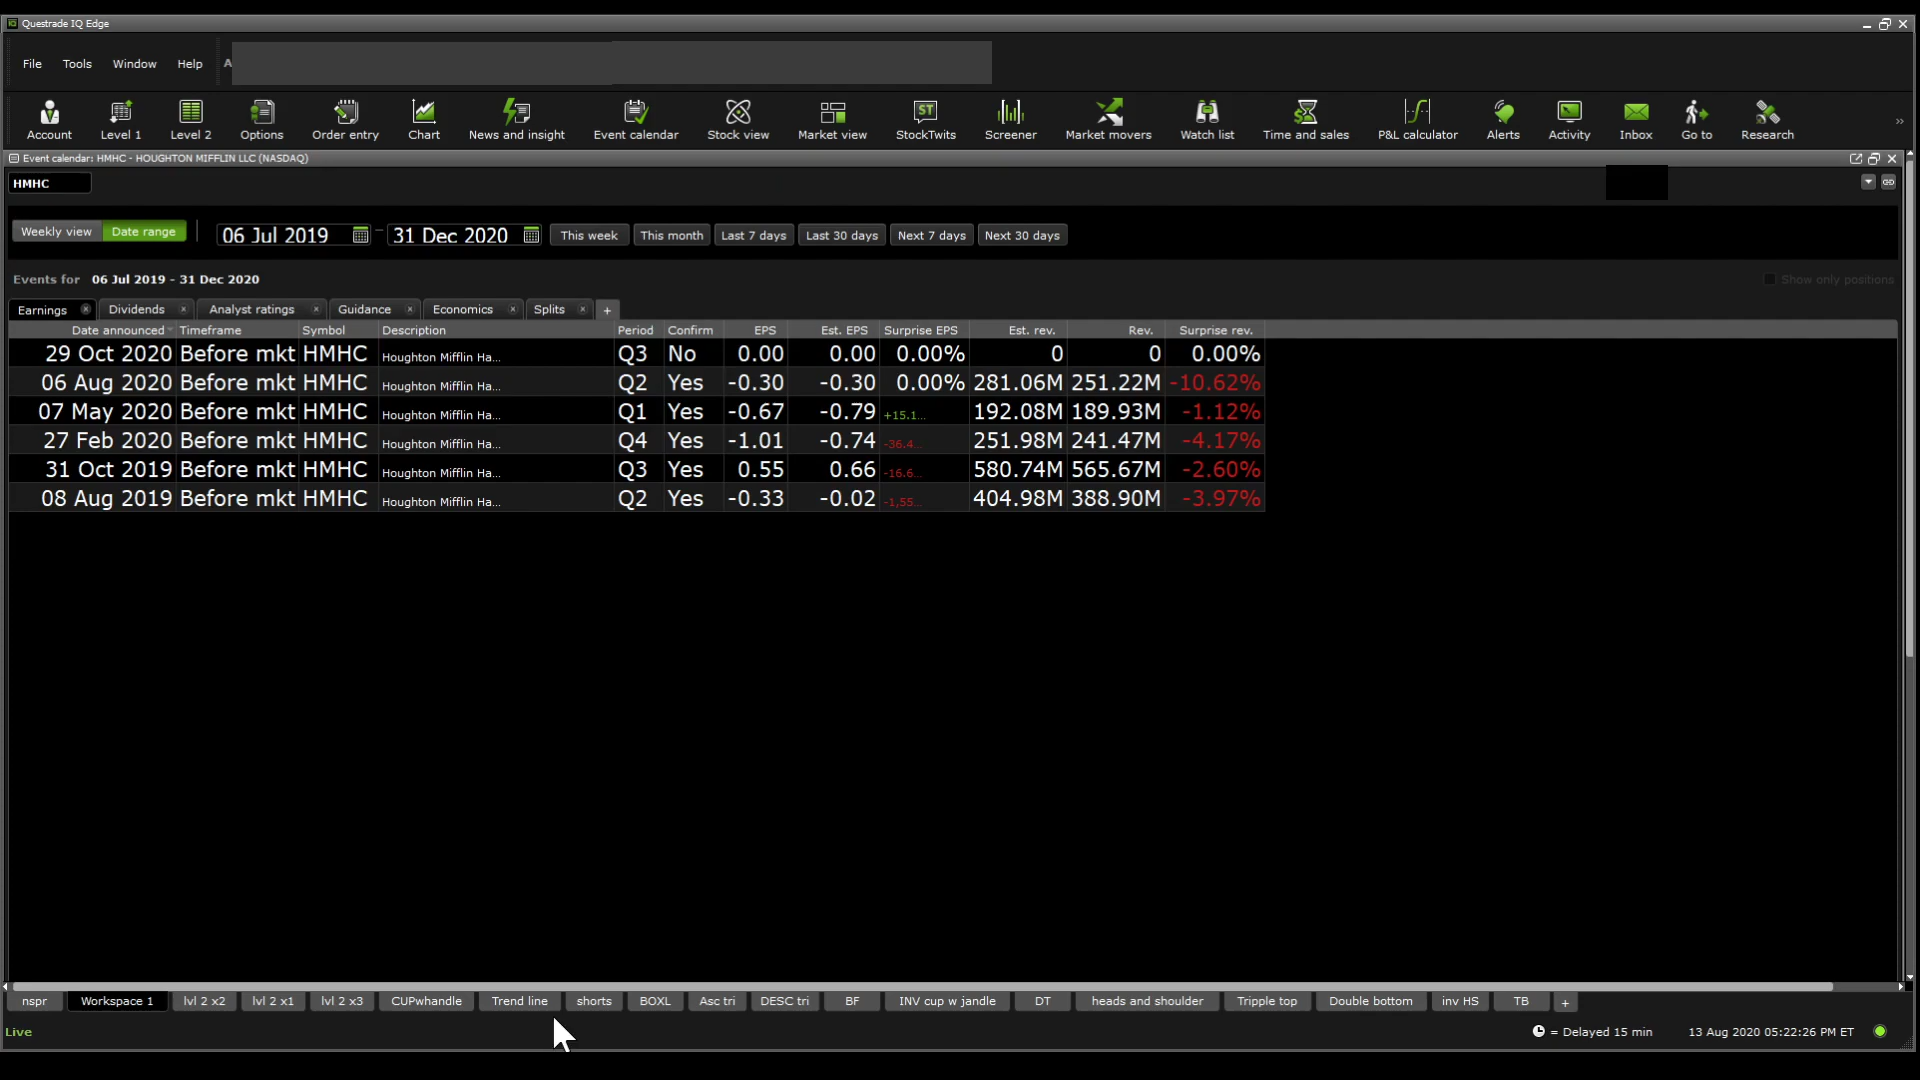 Questrade IQ Edge
File Tools Window Help A
Account Level 1 Level 2 Options Order entry Chart News and insight Event calendar Stock view Market view StockTwits Screener Market movers Watch list Time and sales P&L calculator Alerts Activity Inbox Go to Research »
Event calendar: HMHC - HOUGHTON MIFFLIN LLC (NASDAQ)
HMHC
Weekly view Date range 06 Jul 2019 - 31 Dec 2020 This week This month Last 7 days Last 30 days Next 7 days Next 30 days
Events for 06 Jul 2019 - 31 Dec 2020 Show only positions
Earnings Dividends Analyst ratings Guidance Economics Splits +
Date announced Timeframe Symbol Description Period Confirm EPS Est. EPS Surprise EPS Est. rev. Rev. Surprise rev.
29 Oct 2020 Before mkt HMHC Houghton Mifflin Ha... Q3 No 0.00 0.00 0.00% 0 0 0.00%
06 Aug 2020 Before mkt HMHC Houghton Mifflin Ha... Q2 Yes -0.30 -0.30 0.00% 281.06M 251.22M -10.62%
07 May 2020 Before mkt HMHC Houghton Mifflin Ha... Q1 Yes -0.67 -0.79 +15.1... 192.08M 189.93M -1.12%
27 Feb 2020 Before mkt HMHC Houghton Mifflin Ha... Q4 Yes -1.01 -0.74 -36.4... 251.98M 241.47M -4.17%
31 Oct 2019 Before mkt HMHC Houghton Mifflin Ha... Q3 Yes 0.55 0.66 -16.6... 580.74M 565.67M -2.60%
08 Aug 2019 Before mkt HMHC Houghton Mifflin Ha... Q2 Yes -0.33 -0.02 -1,55... 404.98M 388.90M -3.97%
nspr Workspace 1 lvl 2 x2 lvl 2 x1 lvl 2 x3 CUPwhandle Trend line shorts BOXL Asc tri DESC tri BF INV cup w jandle DT heads and shoulder Tripple top Double bottom inv HS TB +
Live = Delayed 15 min 13 Aug 2020 05:22:26 PM ET